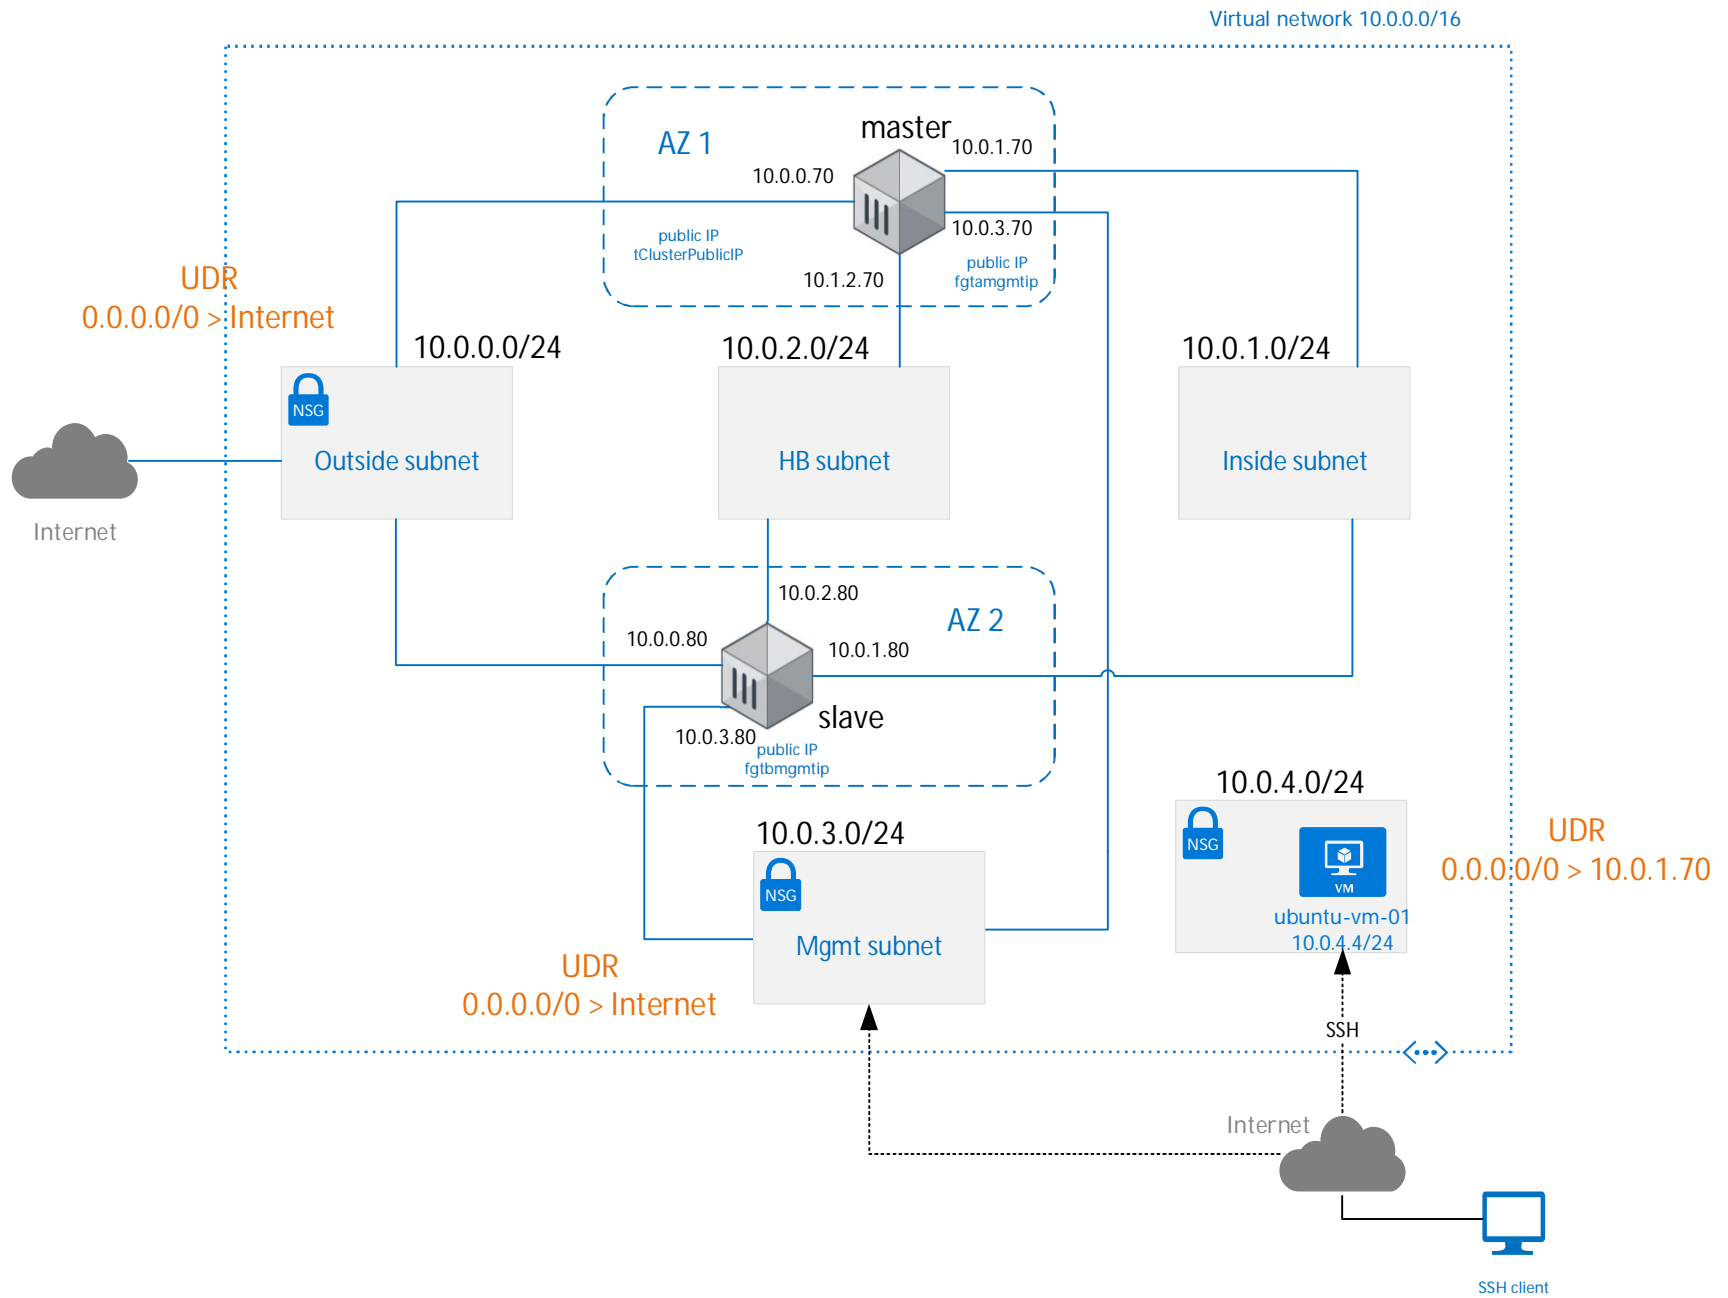 Virtual network 10.0.0.0/16
AZ 1
master
10.0.1.70
10.0.0.70
10.0.3.70
public IP
tClusterPublicIP
public IP
fgtamgmtip
10.1.2.70
UDR
0.0.0.0/0 > Internet
10.0.0.0/24
10.0.2.0/24
10.0.1.0/24
NSG
Outside subnet
HB subnet
Inside subnet
Internet
10.0.2.80
AZ 2
10.0.0.80
10.0.1.80
slave
10.0.3.80
public IP
fgtbmgmtip
10.0.4.0/24
10.0.3.0/24
NSG
VM
ubuntu-vm-01
10.0.4.4/24
UDR
0.0.0.0/0 > 10.0.1.70
NSG
Mgmt subnet
UDR
0.0.0.0/0 > Internet
SSH
Internet
SSH client